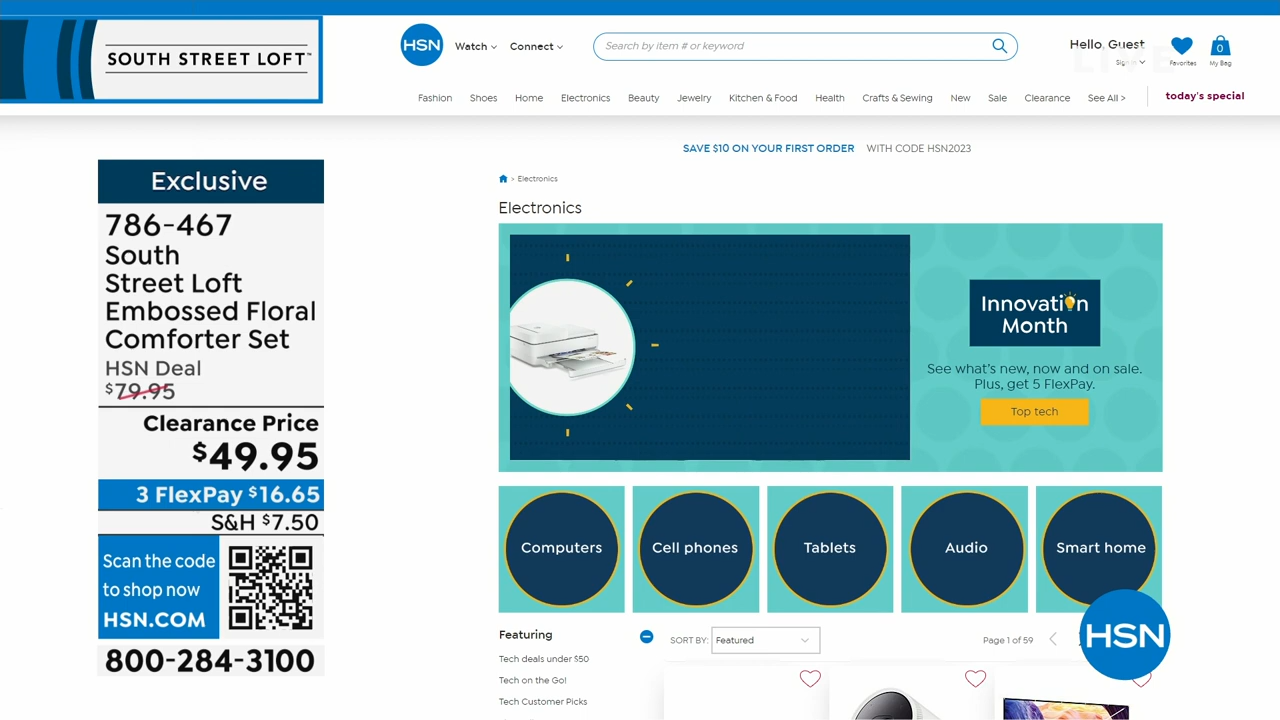 SOUTH STREET LOFT™
HSN
Watch
Connect
Search by item # or keyword
Hello, Guest
Sign in
LIVE
Favorites
0
My Bag
Fashion Shoes Home Electronics Beauty Jewelry Kitchen & Food Health Crafts & Sewing New Sale Clearance See All >
today's special
SAVE $10 ON YOUR FIRST ORDER WITH CODE HSN2023
> Electronics
Electronics
Exclusive
786-467
South
Street Loft
Embossed Floral
Comforter Set
HSN Deal
$79.95
Clearance Price
$49.95
3 FlexPay $16.65
S&H $7.50
Scan the code
to shop now
HSN.COM
800-284-3100
Innovation
Month
See what's new, now and on sale.
Plus, get 5 FlexPay.
Top tech
Computers
Cell phones
Tablets
Audio
Smart home
Featuring
Tech deals under $50
Tech on the Go!
Tech Customer Picks
SORT BY: Featured
Page 1 of 59
HSN